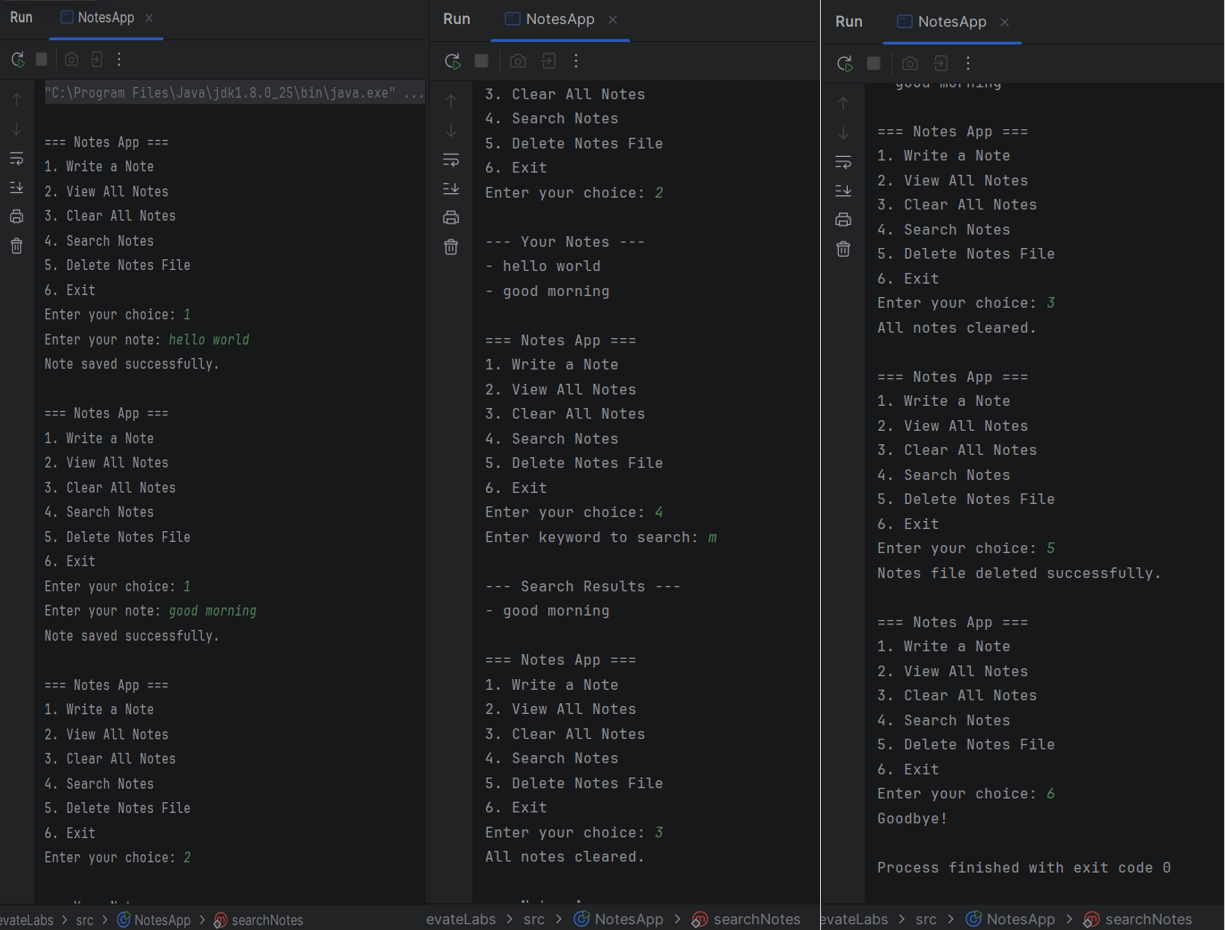 Run NotesApp
"C:\Program Files\Java\jdk1.8.0_25\bin\java.exe" ...
=== Notes App ===
1. Write a Note
2. View All Notes
3. Clear All Notes
4. Search Notes
5. Delete Notes File
6. Exit
Enter your choice: 1
Enter your note: hello world
Note saved successfully.
=== Notes App ===
1. Write a Note
2. View All Notes
3. Clear All Notes
4. Search Notes
5. Delete Notes File
6. Exit
Enter your choice: 1
Enter your note: good morning
Note saved successfully.
=== Notes App ===
1. Write a Note
2. View All Notes
3. Clear All Notes
4. Search Notes
5. Delete Notes File
6. Exit
Enter your choice: 2
evateLabs > src > NotesApp > searchNotes
Run NotesApp
3. Clear All Notes
4. Search Notes
5. Delete Notes File
6. Exit
Enter your choice: 2
--- Your Notes ---
- hello world
- good morning
=== Notes App ===
1. Write a Note
2. View All Notes
3. Clear All Notes
4. Search Notes
5. Delete Notes File
6. Exit
Enter your choice: 4
Enter keyword to search: m
--- Search Results ---
- good morning
=== Notes App ===
1. Write a Note
2. View All Notes
3. Clear All Notes
4. Search Notes
5. Delete Notes File
6. Exit
Enter your choice: 3
All notes cleared.
evateLabs > src > NotesApp > searchNotes
Run NotesApp
good morning
=== Notes App ===
1. Write a Note
2. View All Notes
3. Clear All Notes
4. Search Notes
5. Delete Notes File
6. Exit
Enter your choice: 3
All notes cleared.
=== Notes App ===
1. Write a Note
2. View All Notes
3. Clear All Notes
4. Search Notes
5. Delete Notes File
6. Exit
Enter your choice: 5
Notes file deleted successfully.
=== Notes App ===
1. Write a Note
2. View All Notes
3. Clear All Notes
4. Search Notes
5. Delete Notes File
6. Exit
Enter your choice: 6
Goodbye!
Process finished with exit code 0
evateLabs > src > NotesApp > searchNotes